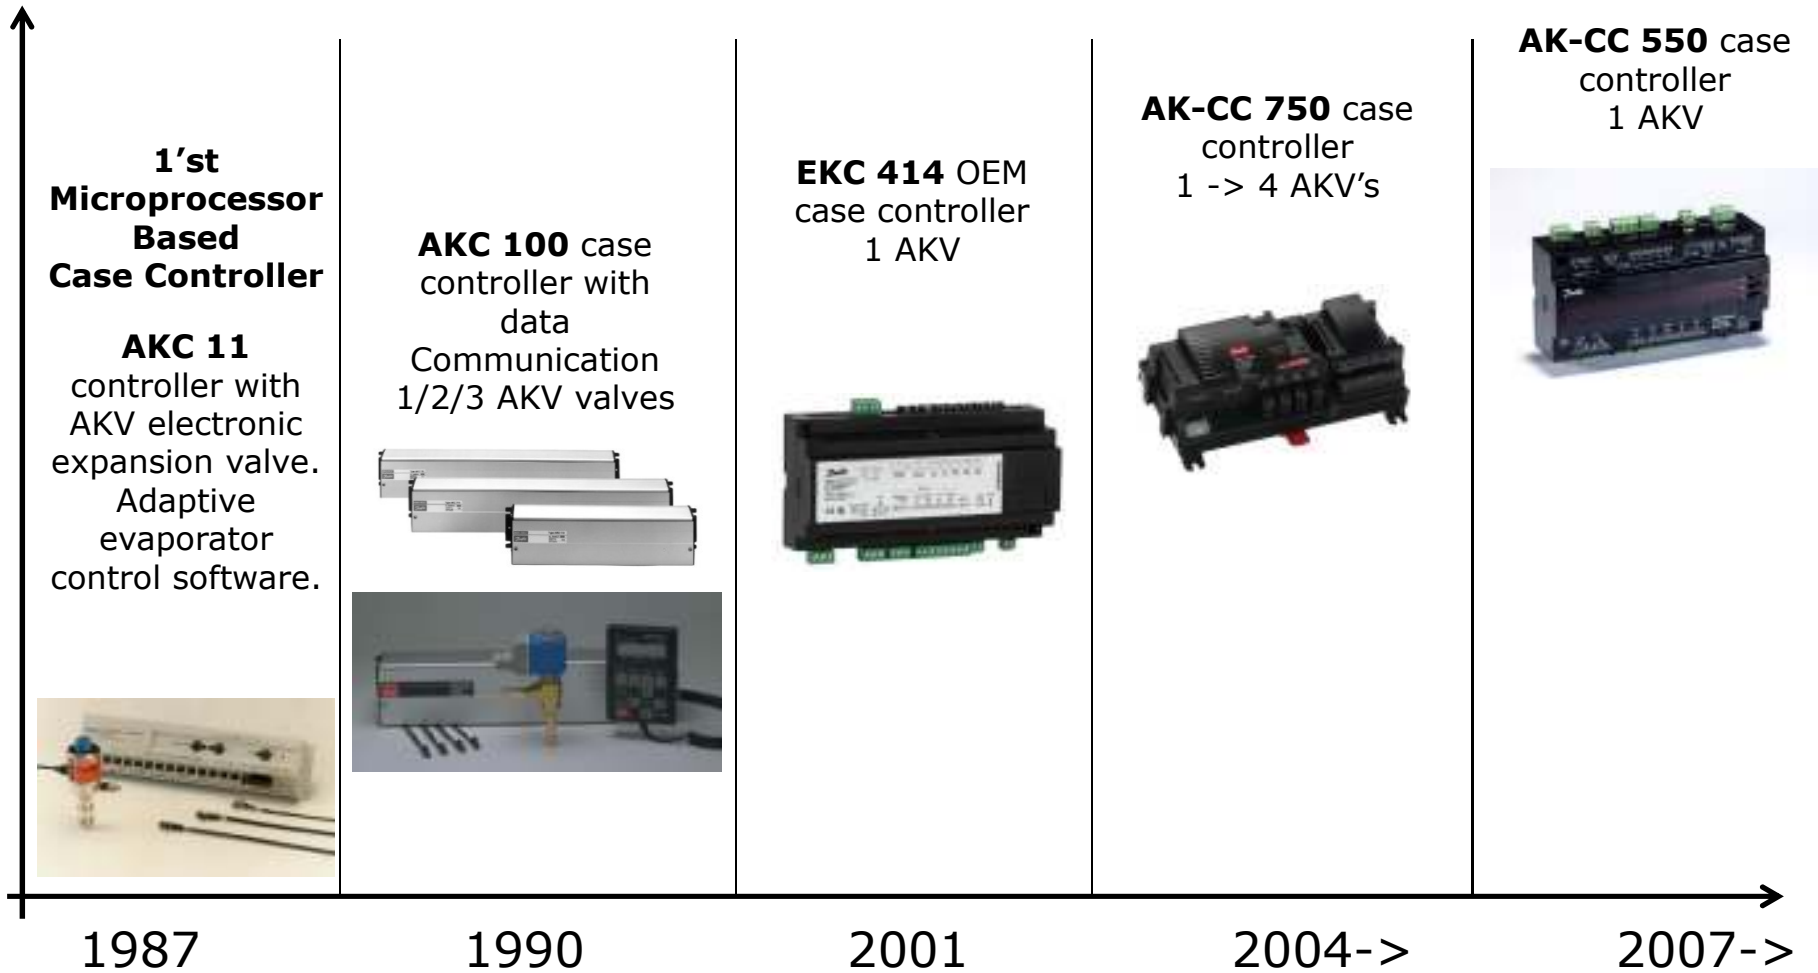 1'st
Microprocessor
Based
Case Controller
AKC 11
controller with
AKV electronic
expansion valve.
Adaptive
evaporator
control software.
AKC 100 case
controller with
data
Communication
1/2/3 AKV valves
EKC 414 OEM
case controller
1 AKV
AK-CC 750 case
controller
1 -> 4 AKV's
AK-CC 550 case
controller
1 AKV
1987
1990
2001
2004->
2007->